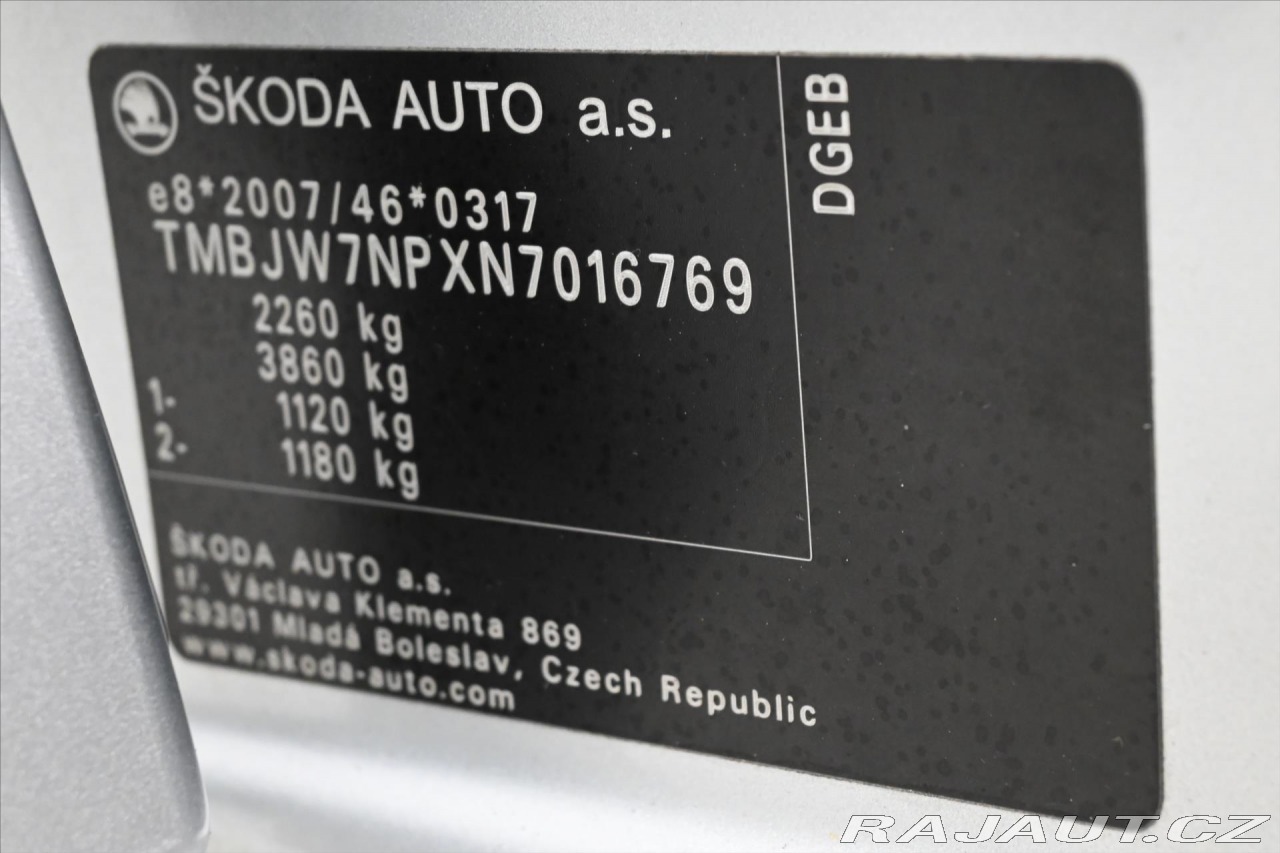 ŠKODA AUTO a.s.
e8*2007/46*0317
TMBJW7NPXN7016769
2260 kg
3860 kg
1- 1120 kg
2- 1180 kg
DGEB
ŠKODA AUTO a.s.
tř. Václava Klementa 869
29301 Mladá Boleslav, Czech Republic
www.skoda-auto.com
RAJAUT.CZ